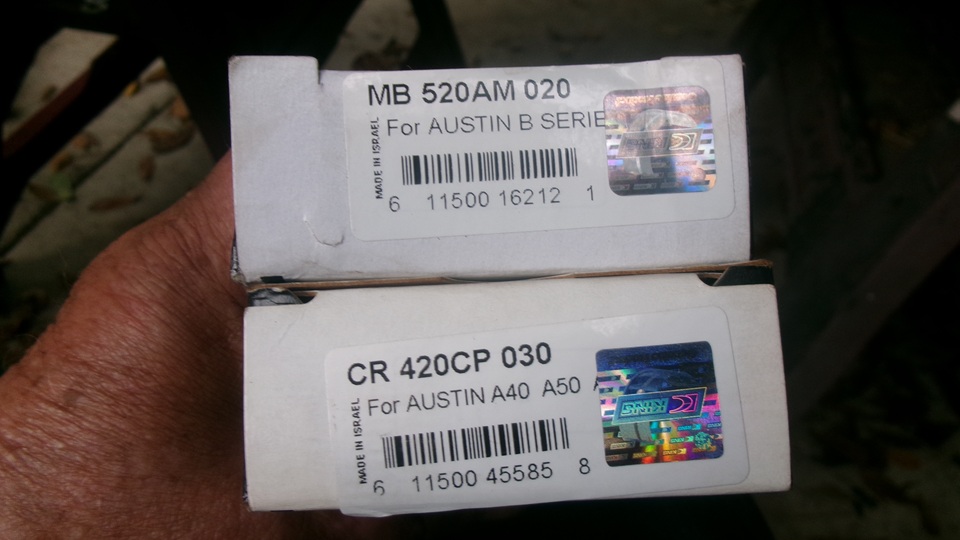 MB 520AM 020
For AUSTIN B SERIE
MADE IN ISRAEL
6 11500 16212 1
CR 420CP 030
For AUSTIN A40 A50
MADE IN ISRAEL
6 11500 45585 8
KING